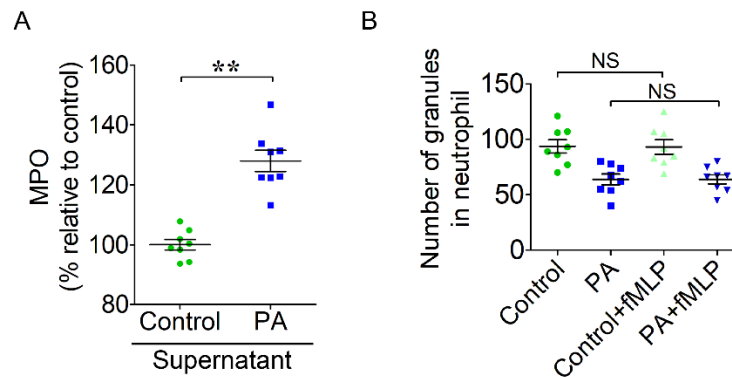 A
MPO
(% relative to control)
160
140
120
100
80
**
Control PA
Supernatant
B
Number of granules
in neutrophil
150
100
50
0
NS
NS
Control
PA
Control+fMLP
PA+fMLP